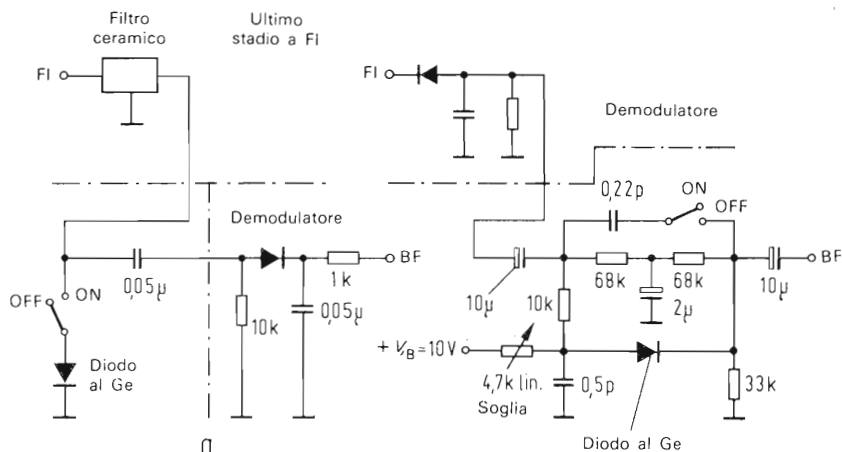 Filtro
ceramico
Ultimo
stadio a FI
FI
FI
Demodulatore
0,22p
ON
OFF
Demodulatore
BF
1k
0,05µ
0,05µ
10k
OFF
ON
Diodo
al Ge
a
10µ
68k
68k
2µ
10µ
BF
10k
+ VB = 10V
4,7k lin.
Soglia
0,5p
33k
Diodo al Ge